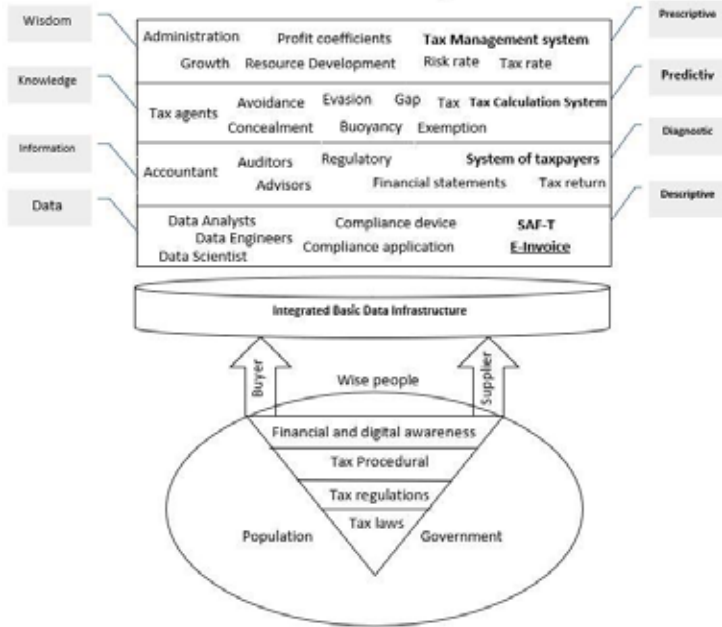 Wisdom
Administration Profit coefficients Tax Management system
Prescriptive
Growth Resource Development Risk rate Tax rate
Knowledge
Predictiv
Avoidance Evasion Gap Tax Tax Calculation System
Tax agents
Concealment Buoyancy Exemption
Information
Diagnostic
Auditors Regulatory System of taxpayers
Accountant
Advisors Financial statements Tax return
Data
Descriptive
Data Analysts Compliance device SAF-T
Data Engineers
Compliance application E-Invoice
Data Scientist
Integrated Basic Data Infrastructure
Buyer
Supplier
Wise people
Financial and digital awareness
Tax Procedural
Tax regulations
Tax laws
Population Government